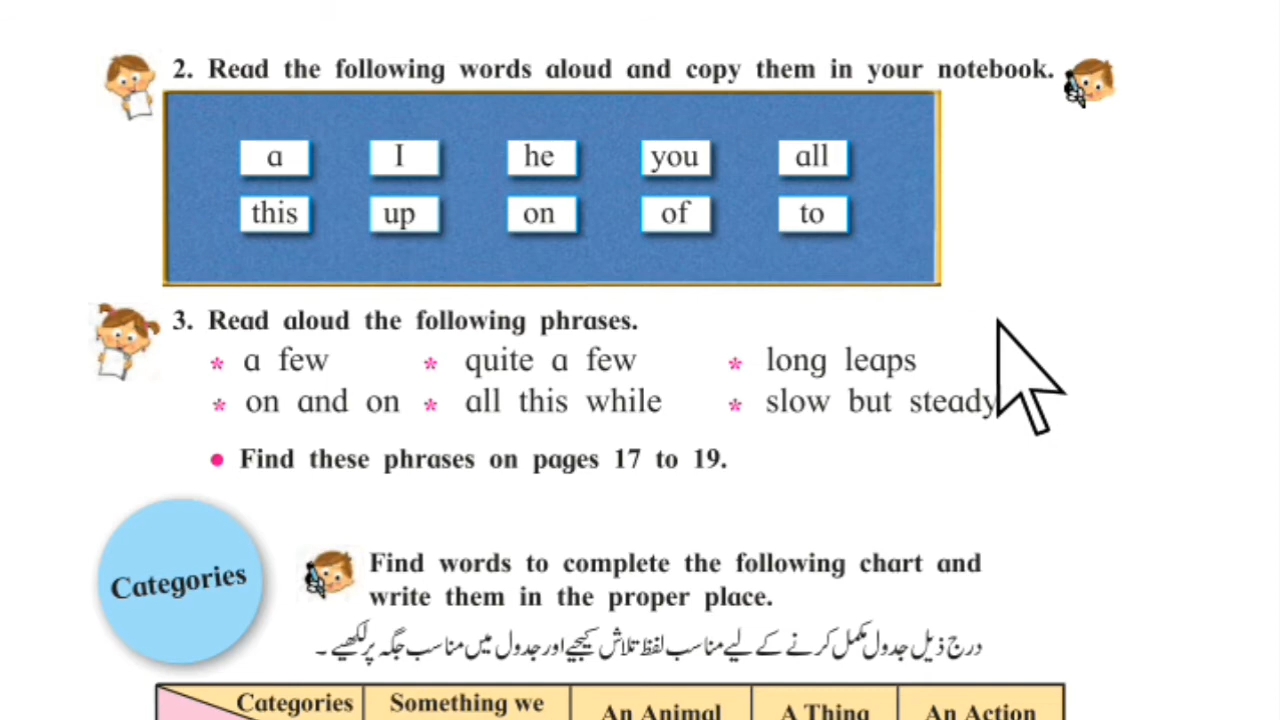 2. Read the following words aloud and copy them in your notebook.
a I he you all
this up on of to
3. Read aloud the following phrases.
* a few * quite a few * long leaps
* on and on * all this while * slow but steady
• Find these phrases on pages 17 to 19.
Categories
Find words to complete the following chart and
write them in the proper place.
درج ذیل جدول مکمل کرنے کے لیے مناسب لفظ تلاش کیجیے اور جدول میں مناسب جگہ پر لکھیے ۔
Categories Something we An Animal A Thing An Action